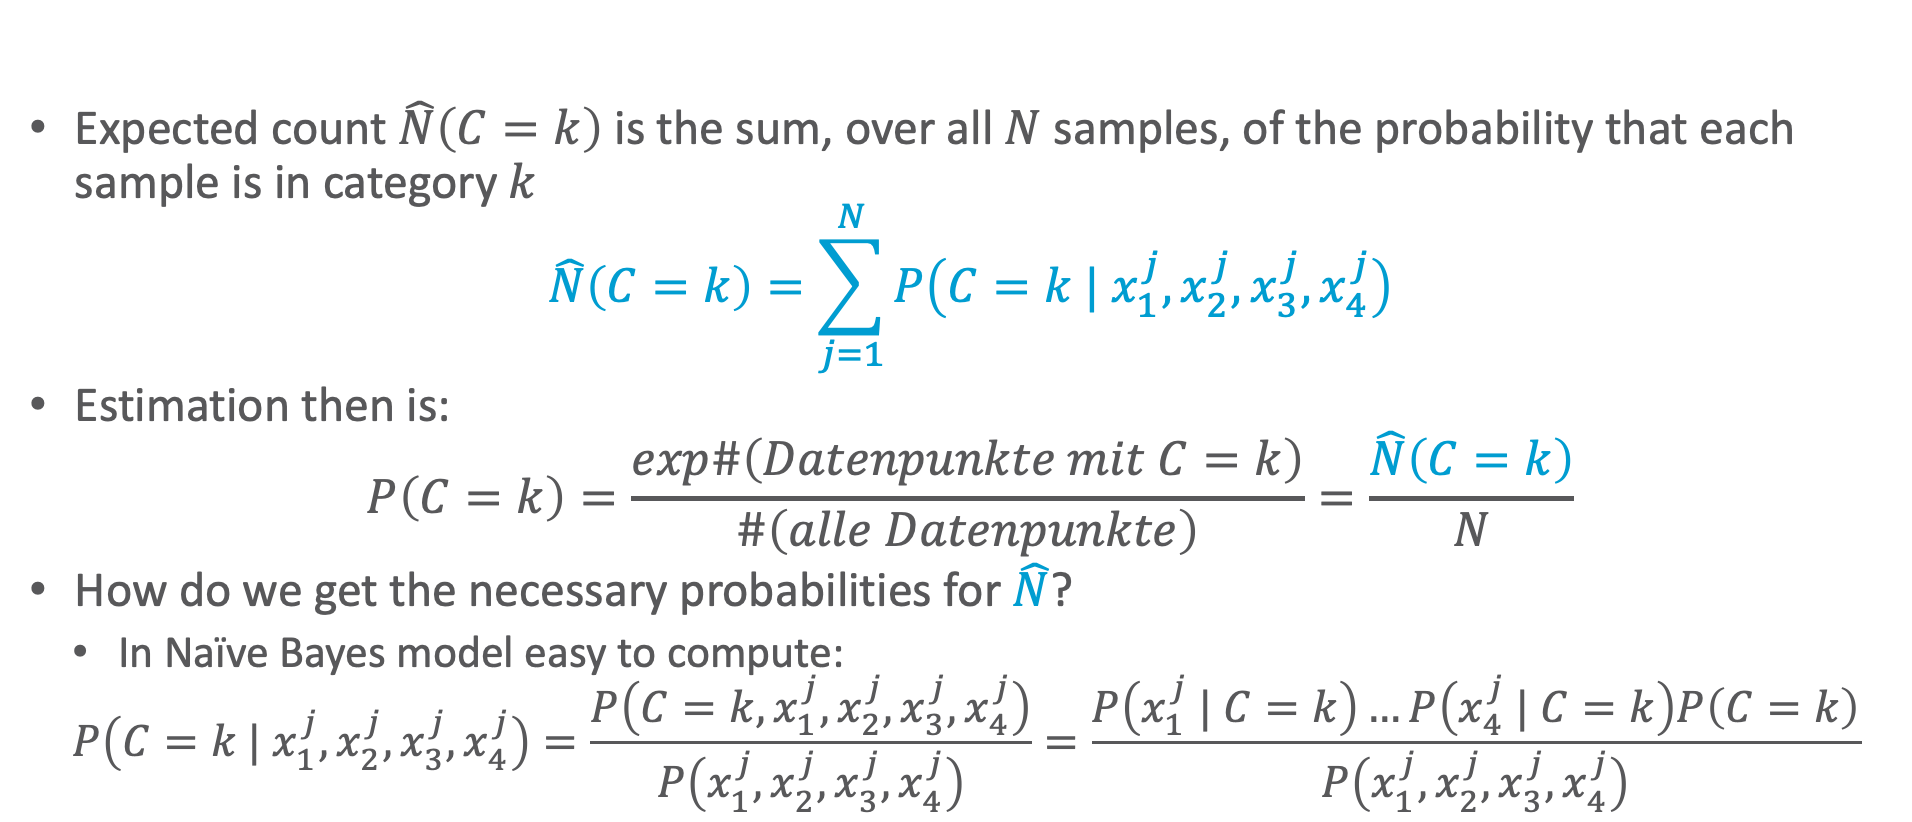 • Expected count N̂(C = k) is the sum, over all N samples, of the probability that each
sample is in category k
N̂(C = k) = ∑_{j=1}^{N} P(C = k | x_1^j, x_2^j, x_3^j, x_4^j)
• Estimation then is:
P(C = k) = exp#(Datenpunkte mit C = k) / #(alle Datenpunkte) = N̂(C = k) / N
• How do we get the necessary probabilities for N̂?
• In Naïve Bayes model easy to compute:
P(C = k | x_1^j, x_2^j, x_3^j, x_4^j) = P(C = k, x_1^j, x_2^j, x_3^j, x_4^j) / P(x_1^j, x_2^j, x_3^j, x_4^j) = P(x_1^j | C = k) … P(x_4^j | C = k)P(C = k) / P(x_1^j, x_2^j, x_3^j, x_4^j)